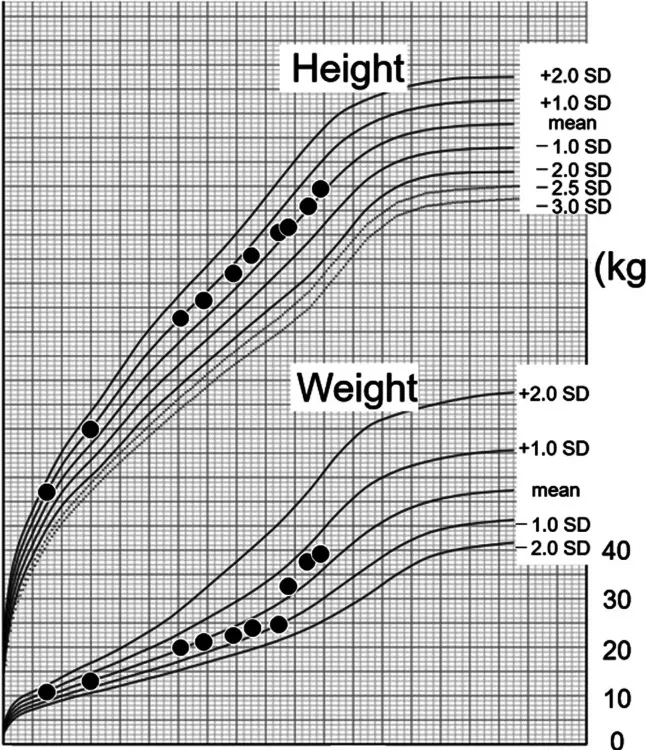 Height
+2.0 SD
+1.0 SD
mean
−1.0 SD
−2.0 SD
−2.5 SD
−3.0 SD
(kg
Weight
+2.0 SD
+1.0 SD
mean
−1.0 SD
−2.0 SD
40
30
20
10
0